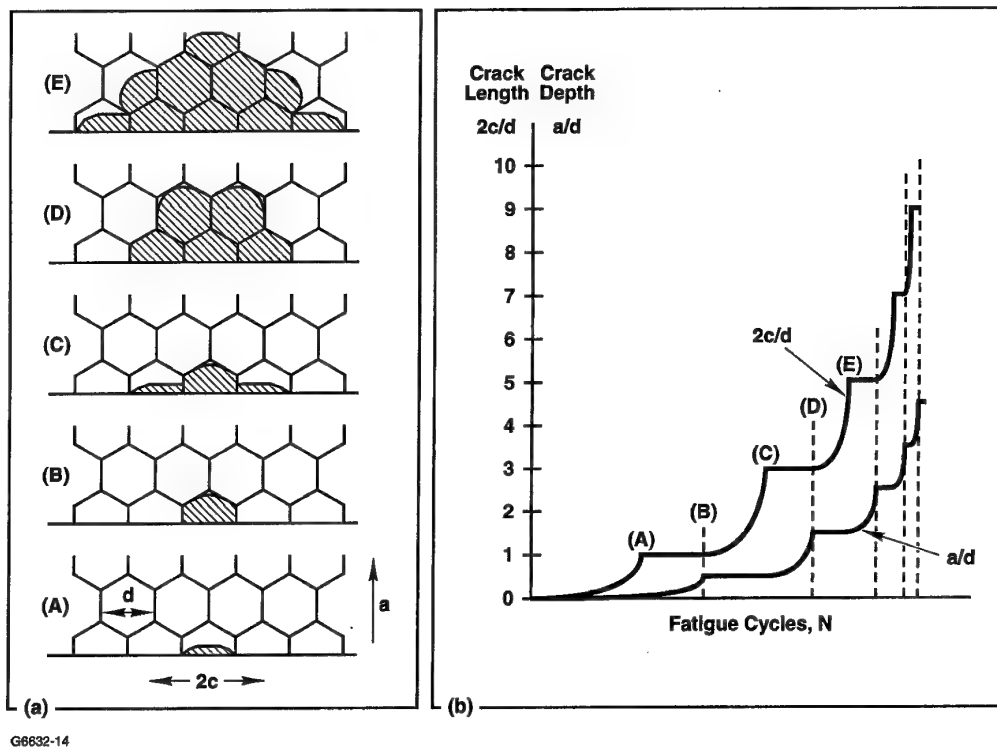 (E)
(D)
(C)
(B)
(A)
d
a
2c
(a)
Crack Crack
Length Depth
2c/d a/d
10
9
8
7
6
5
4
3
2
1
0
2c/d
(E)
(D)
(C)
(B)
(A)
a/d
Fatigue Cycles, N
(b)
G6632-14